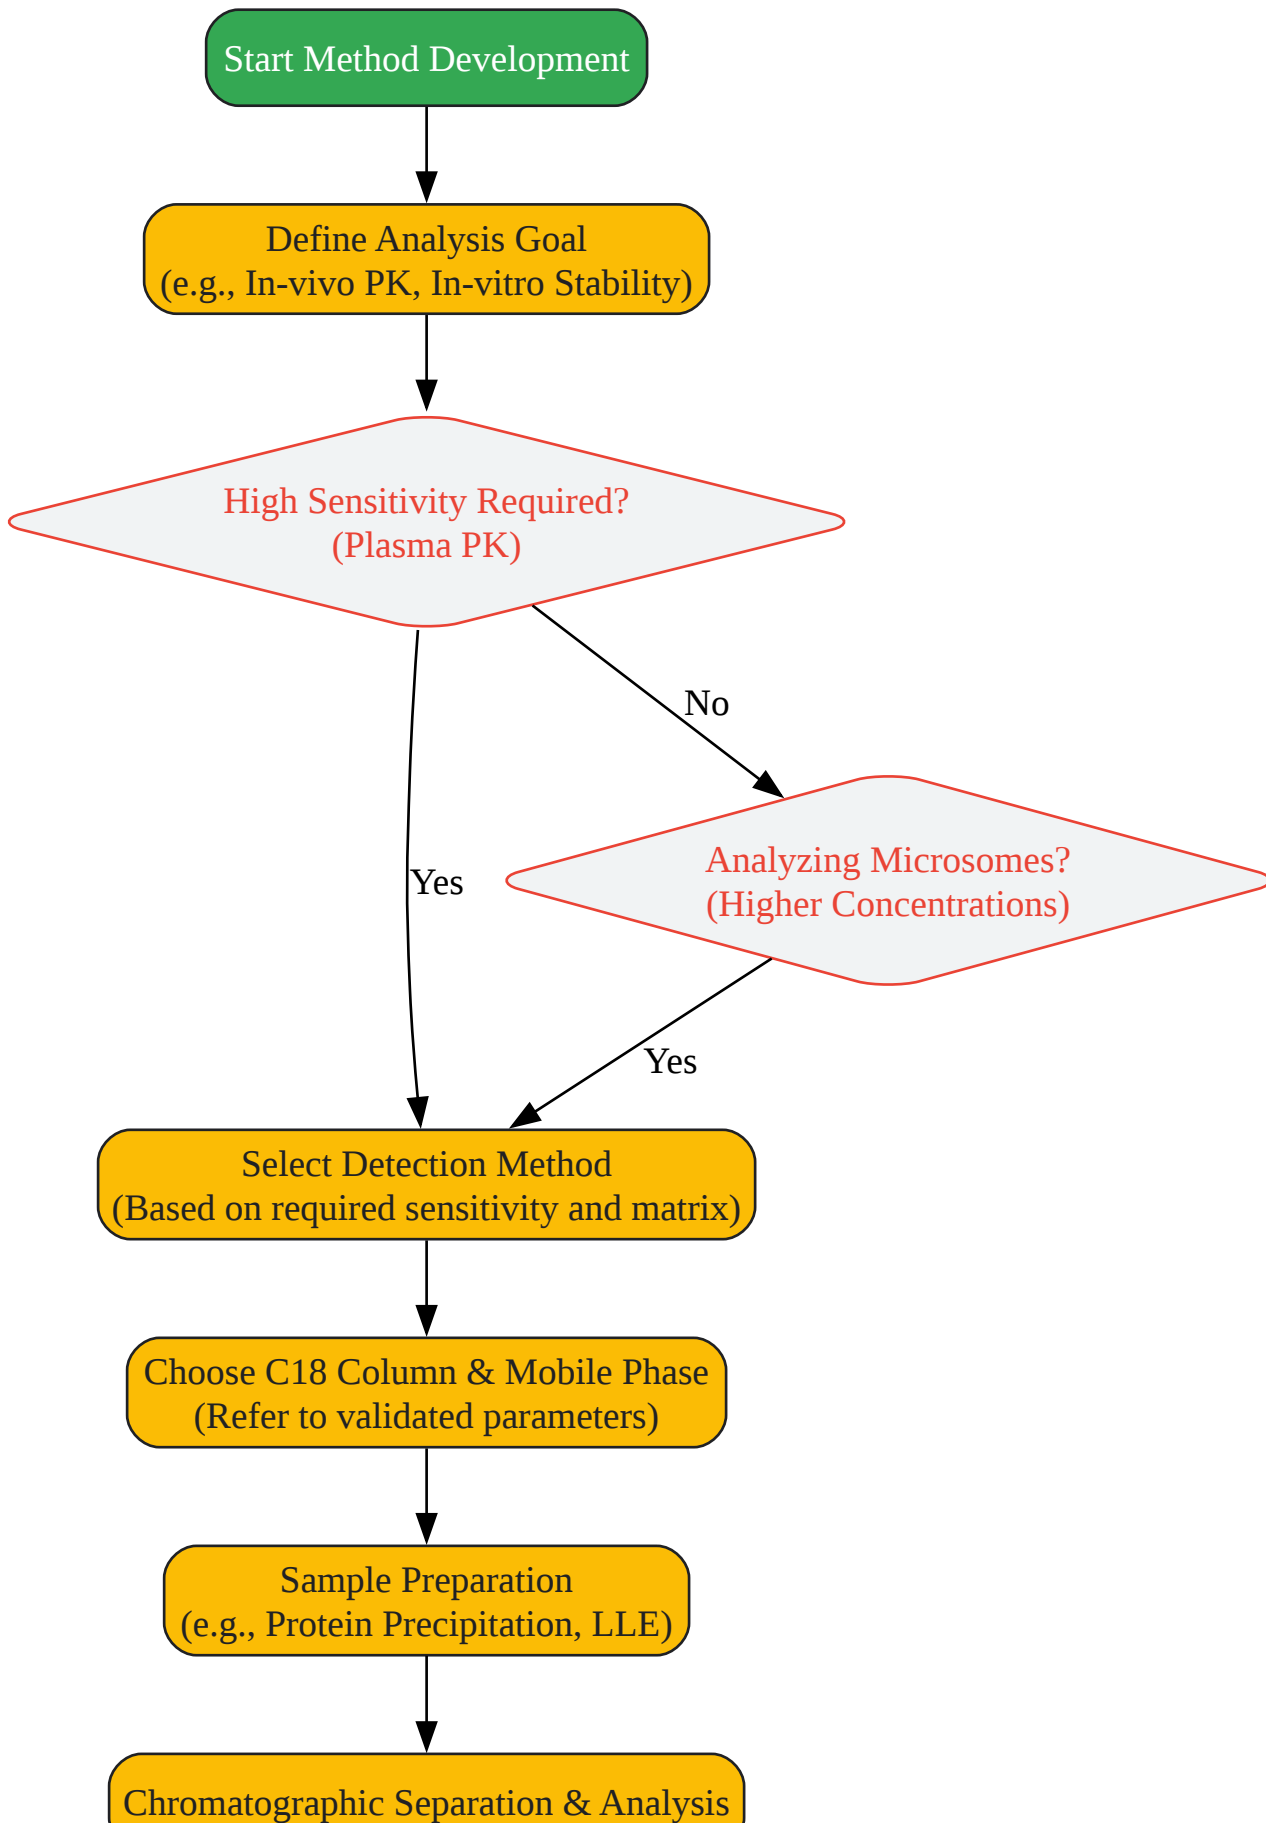 Start Method Development
Define Analysis Goal
(e.g., In-vivo PK, In-vitro Stability)
High Sensitivity Required?
(Plasma PK)
No
Analyzing Microsomes?
(Higher Concentrations)
Yes
Yes
Select Detection Method
(Based on required sensitivity and matrix)
Choose C18 Column & Mobile Phase
(Refer to validated parameters)
Sample Preparation
(e.g., Protein Precipitation, LLE)
Chromatographic Separation & Analysis